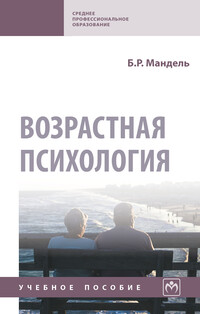 СРЕДНЕЕ
ПРОФЕССИОНАЛЬНОЕ
ОБРАЗОВАНИЕ
Б.Р. Мандель
ВОЗРАСТНАЯ
ПСИХОЛОГИЯ
УЧЕБНОЕ ПОСОБИЕ